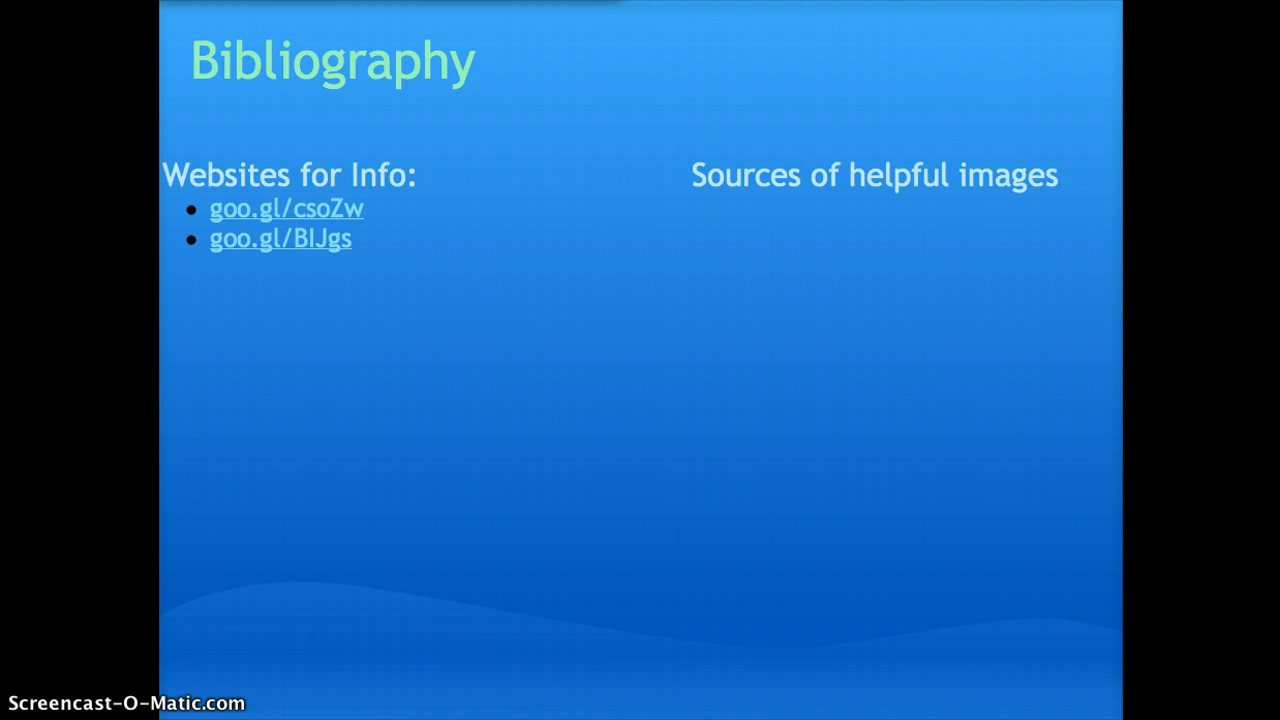 Bibliography
Websites for Info:
goo.gl/csoZw
goo.gl/BIJgs
Sources of helpful images
Screencast-O-Matic.com